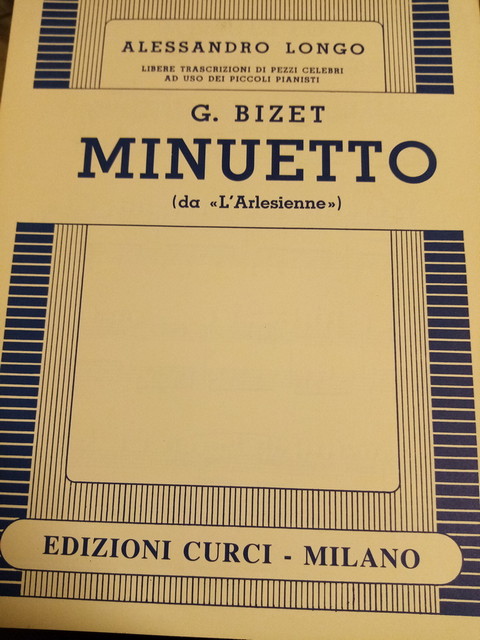 ALESSANDRO LONGO
LIBERE TRASCRIZIONI DI PEZZI CELEBRI
AD USO DEI PICCOLI PIANISTI
G. BIZET
MINUETTO
(da «L'Arlesienne»)
EDIZIONI CURCI - MILANO